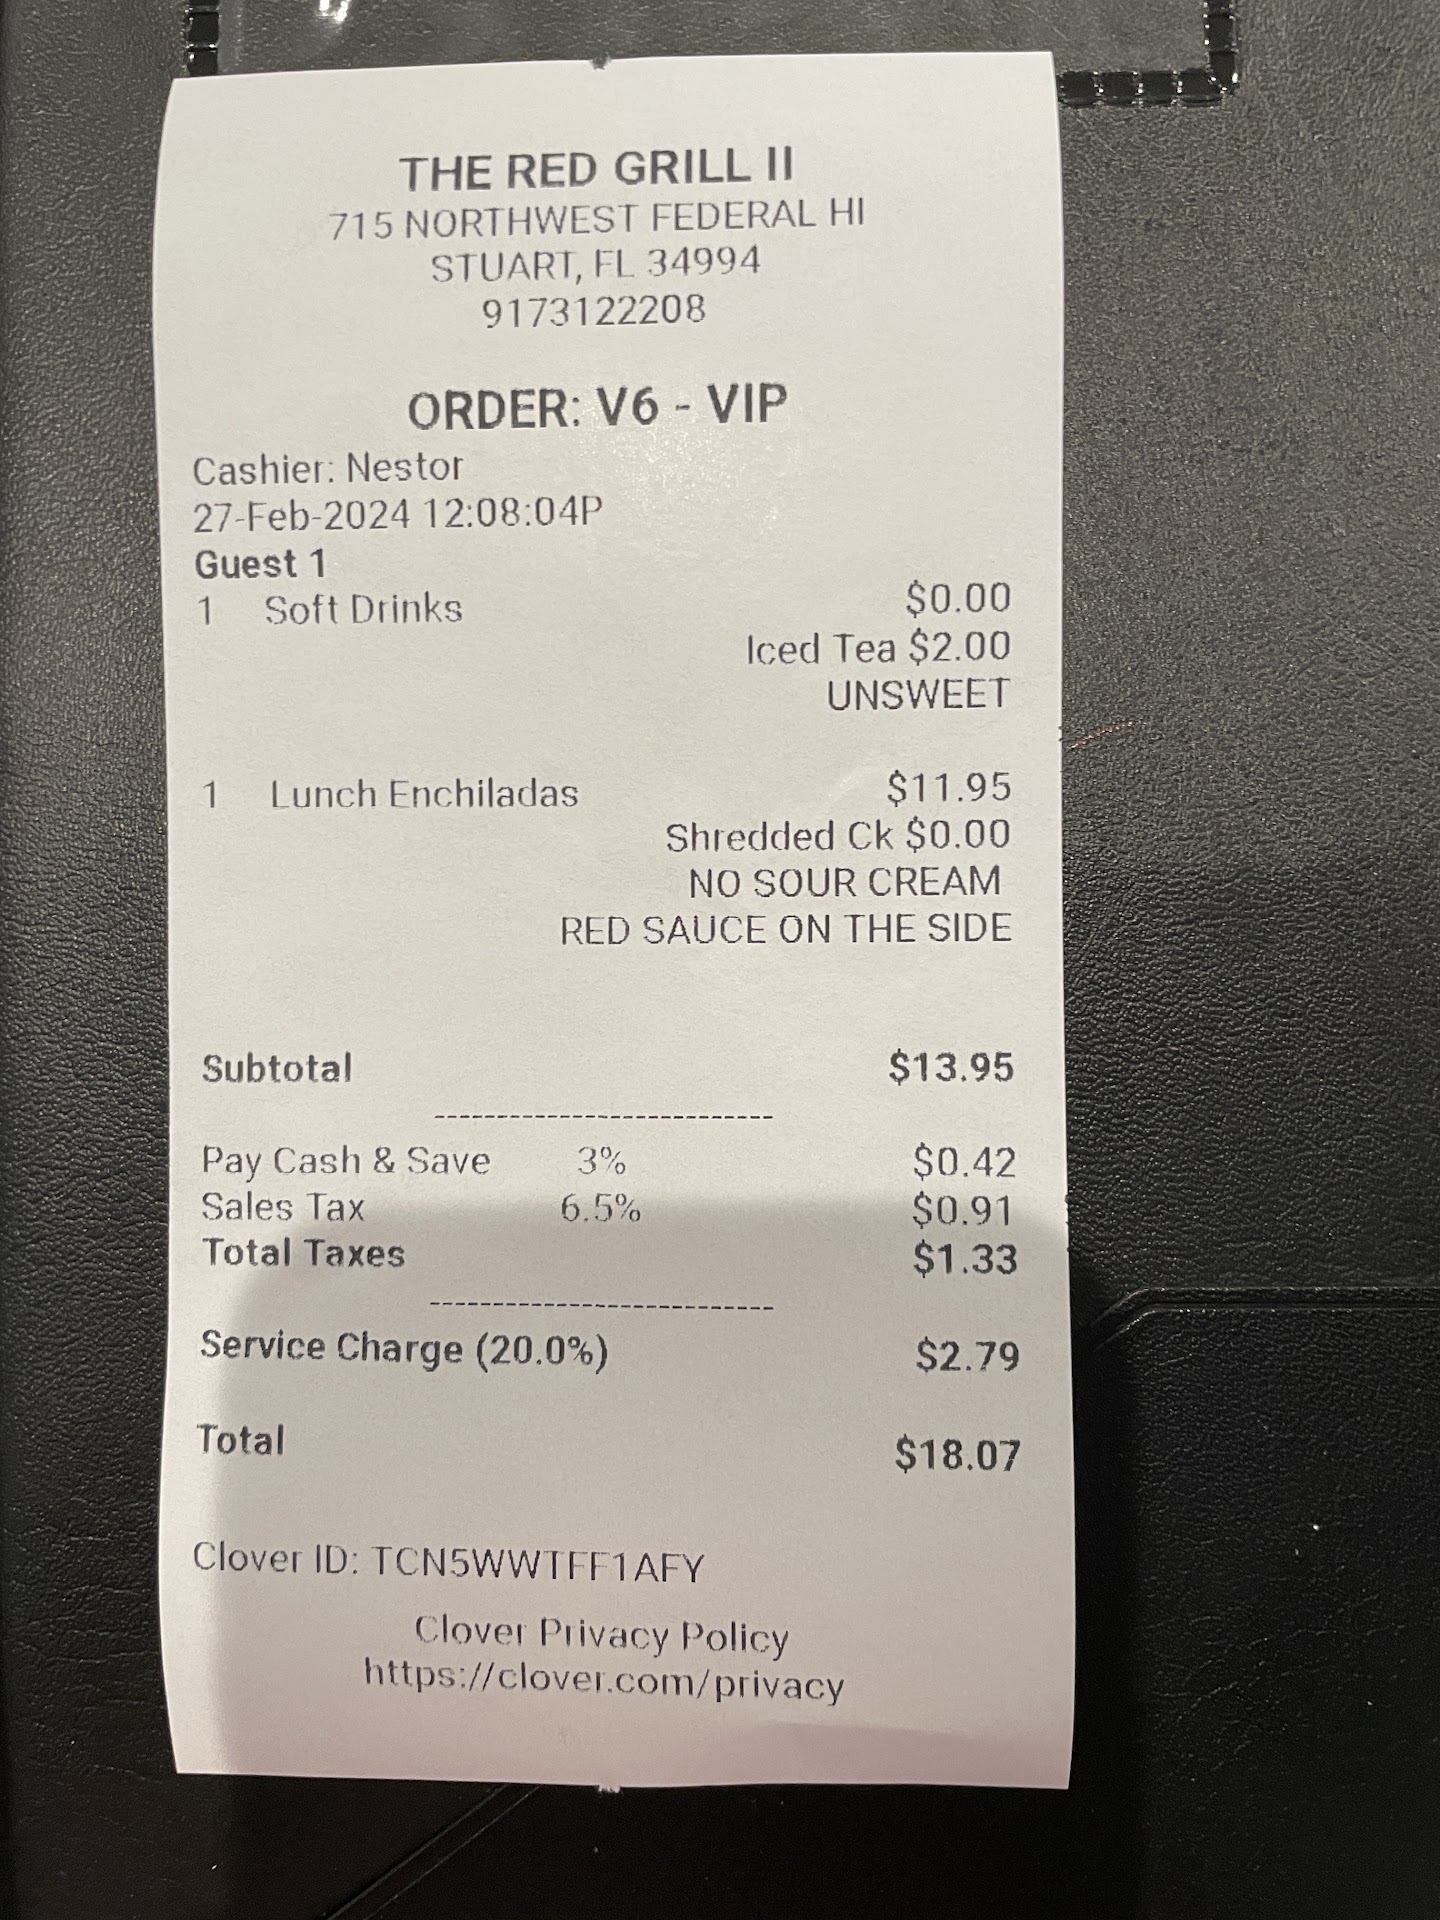 THE RED GRILL II
715 NORTHWEST FEDERAL HI
STUART, FL 34994
9173122208
ORDER: V6 - VIP
Cashier: Nestor
27-Feb-2024 12:08:04P
Guest 1
1 Soft Drinks $0.00
Iced Tea $2.00
UNSWEET
1 Lunch Enchiladas $11.95
Shredded Ck $0.00
NO SOUR CREAM
RED SAUCE ON THE SIDE
Subtotal $13.95
---------------------------
Pay Cash & Save 3% $0.42
Sales Tax 6.5% $0.91
Total Taxes $1.33
---------------------------
Service Charge (20.0%) $2.79
Total $18.07
Clover ID: TCN5WWTFF1AFY
Clover Privacy Policy
https://clover.com/privacy